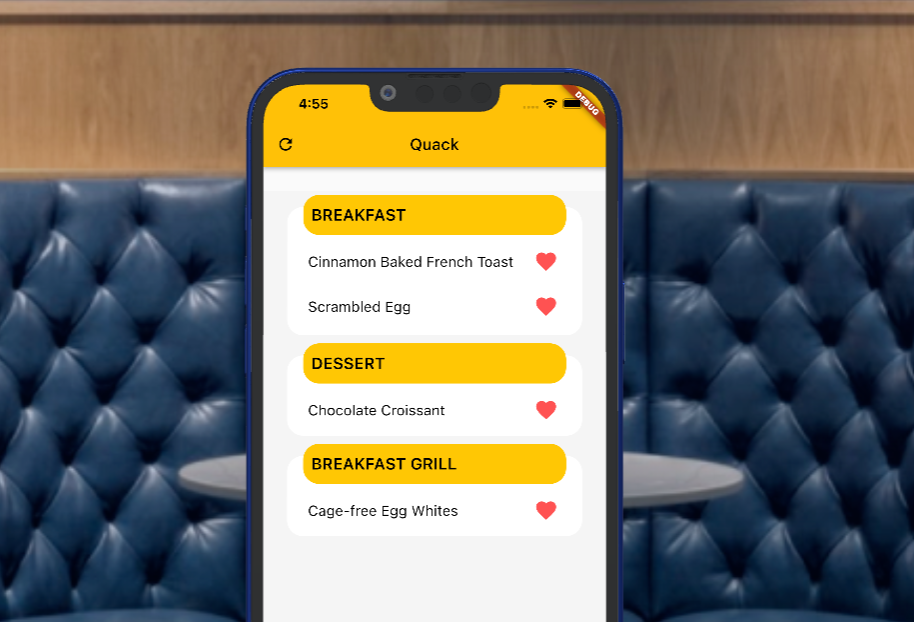 4:55
DEBUG
Quack
BREAKFAST
Cinnamon Baked French Toast
Scrambled Egg
DESSERT
Chocolate Croissant
BREAKFAST GRILL
Cage-free Egg Whites